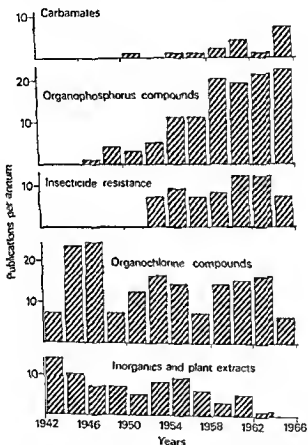 Carbamates
10
20
Organophosphorus compounds
10
Insecticide resistance
10
Publications per annum
20
Organochlorine compounds
10
Inorganics and plant extracts
10
1942 1946 1950 1954 1958 1962 1966
Years